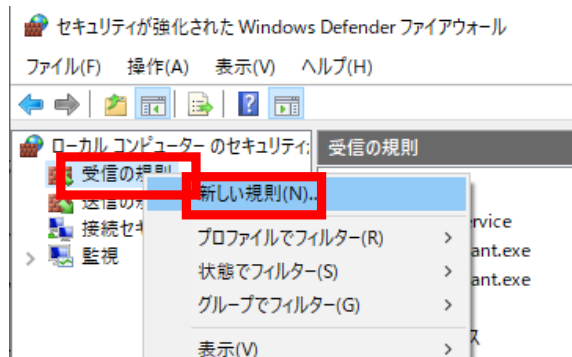 セキュリティが強化された Windows Defender ファイアウォール
ファイル(F) 操作(A) 表示(V) ヘルプ(H)
ローカル コンピューター のセキュリティ:
受信の規則
受信の規則
新しい規則(N)...
送信の
接続セキ
監視
プロファイルでフィルター(R)
状態でフィルター(S)
グループでフィルター(G)
表示(V)
rvice
ant.exe
ant.exe
ス